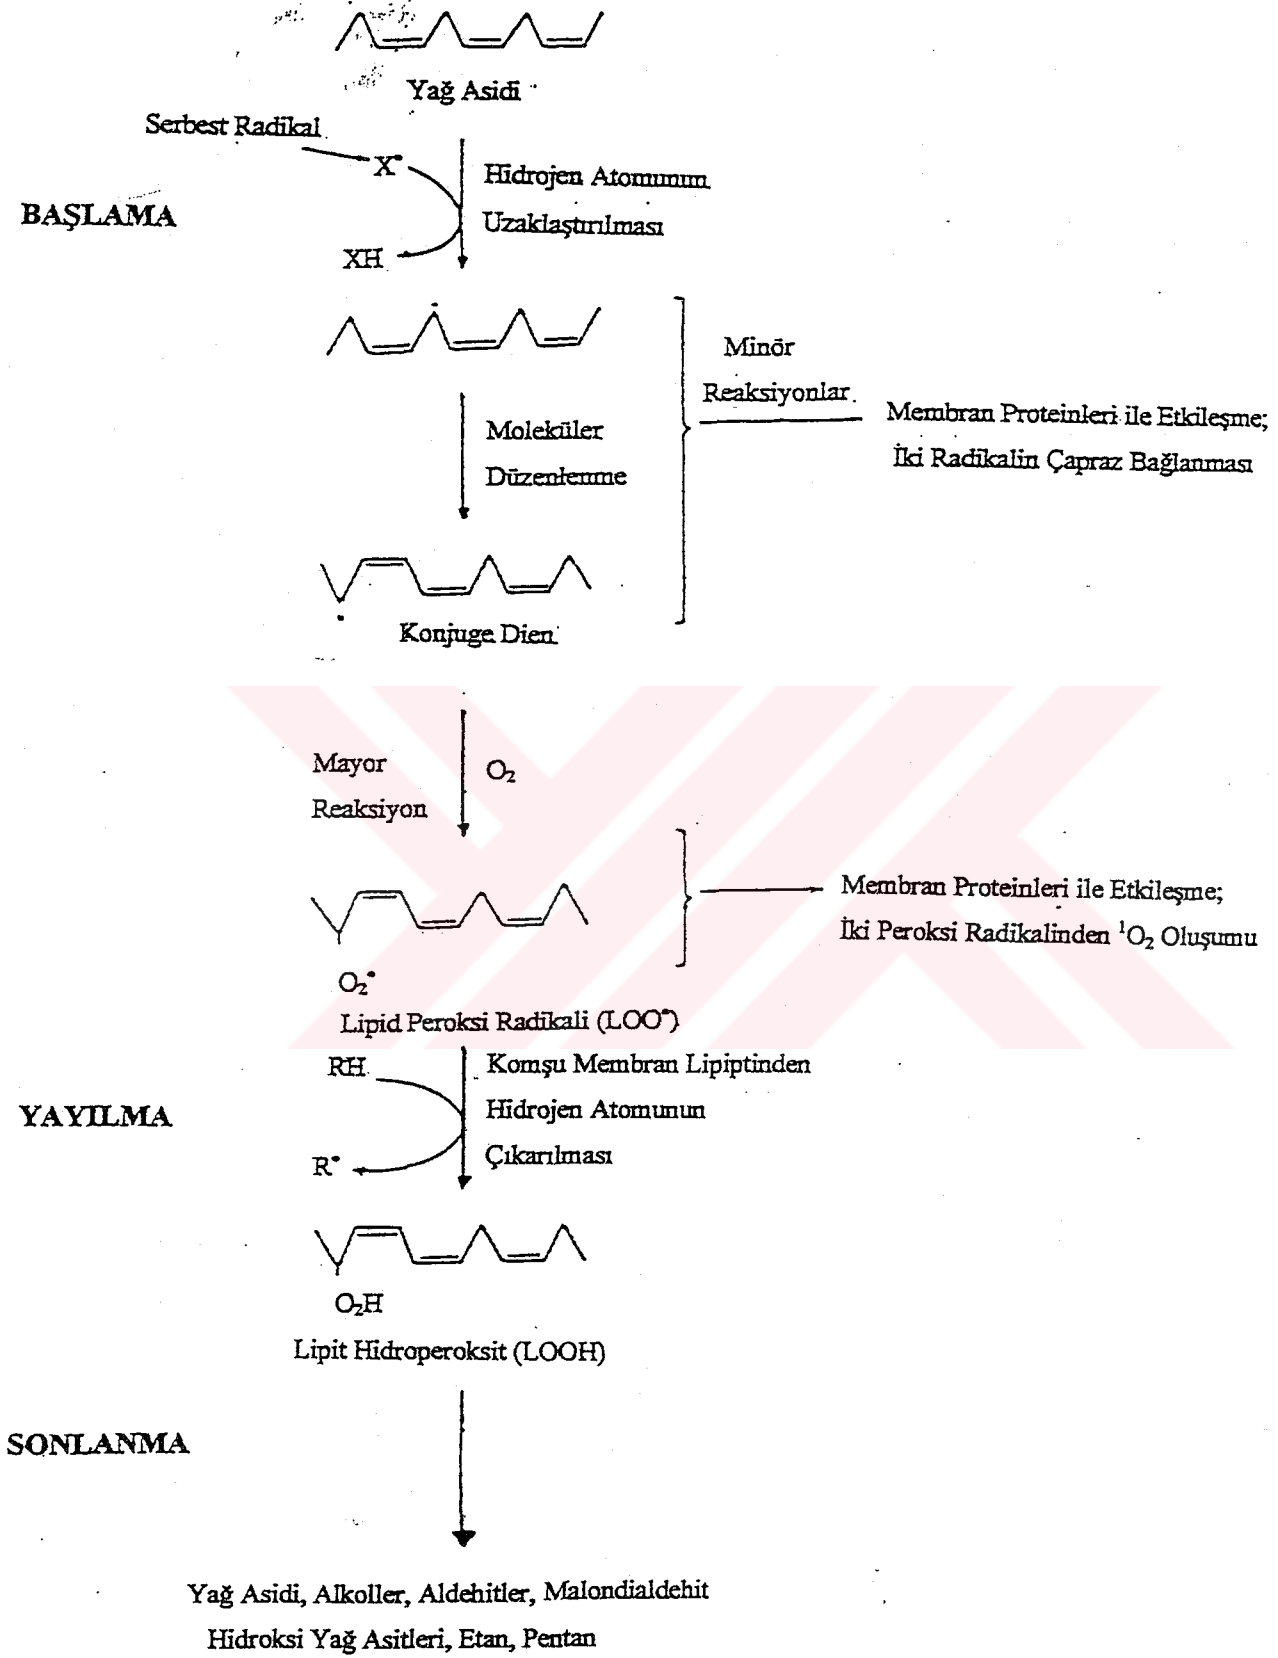 Yağ Asidi
Serbest Radikal
X•
Hidrojen Atomunun
BAŞLAMA
Uzaklaştırılması
XH
Minör
Reaksiyonlar
Membran Proteinleri ile Etkileşme;
Moleküler
İki Radikalin Çapraz Bağlanması
Düzenlenme
Konjuge Dien
Mayor
O₂
Reaksiyon
Membran Proteinleri ile Etkileşme;
İki Peroksi Radikalinden ¹O₂ Oluşumu
O₂•
Lipid Peroksi Radikali (LOO•)
RH
Komşu Membran Lipiptinden
Hidrojen Atomunun
YAYILMA
Çıkarılması
R•
O₂H
Lipit Hidroperoksit (LOOH)
SONLANMA
Yağ Asidi, Alkoller, Aldehitler, Malondialdehit
Hidroksi Yağ Asitleri, Etan, Pentan